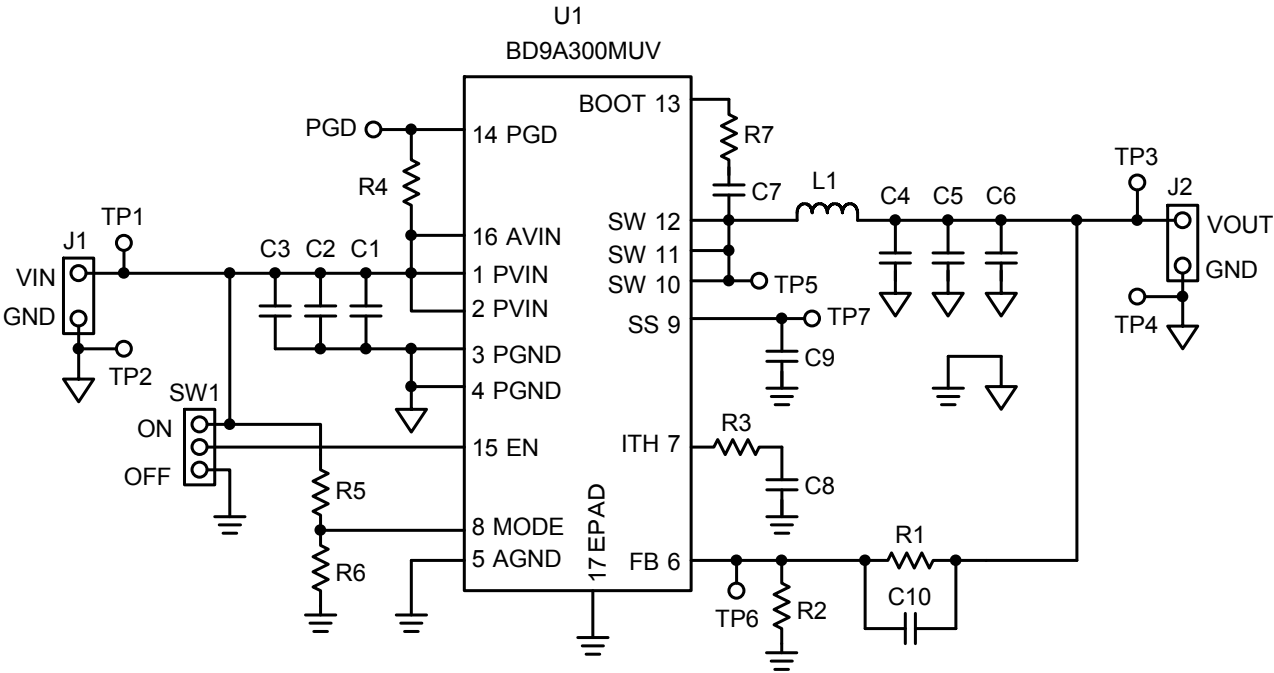 U1
BD9A300MUV
BOOT 13
PGD
14 PGD
R7
TP3
R4
C7
L1
C4 C5 C6
J2
TP1
SW 12
VOUT
J1
C3 C2 C1
16 AVIN
SW 11
VIN
1 PVIN
SW 10
TP5
GND
2 PVIN
GND
SS 9
TP7
TP4
3 PGND
C9
TP2
4 PGND
SW1
ON
15 EN
ITH 7
R3
OFF
R5
C8
17 EPAD
8 MODE
R1
5 AGND
FB 6
R6
C10
TP6
R2